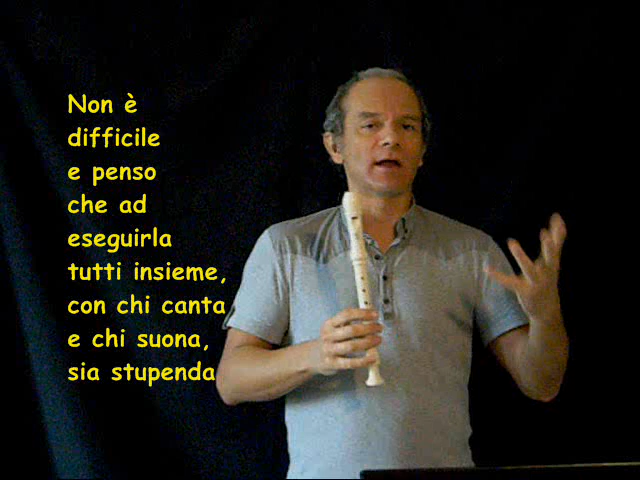 Non è
difficile
e penso
che ad
eseguirla
tutti insieme,
con chi canta
e chi suona,
sia stupenda